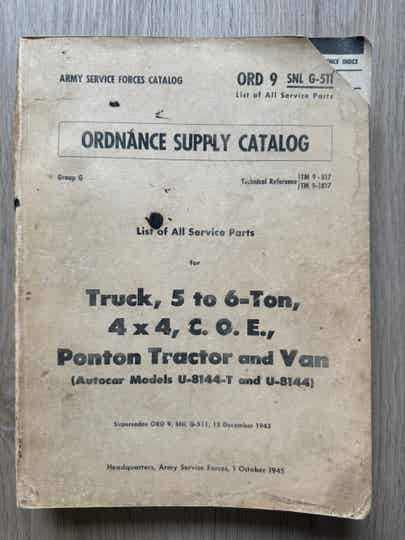 ENCE INDEX
ARMY SERVICE FORCES CATALOG
ORD 9 SNL G-511
List of All Service Parts
ORDNANCE SUPPLY CATALOG
Group G
Technical Reference TM 9-817
TM 9-1817
List of All Service Parts
for
Truck, 5 to 6-Ton,
4 x 4, C. O. E.,
Ponton Tractor and Van
(Autocar Models U-8144-T and U-8144)
Supersedes ORD 9, SNL G-511, 15 December 1943
Headquarters, Army Service Forces, 1 October 1945